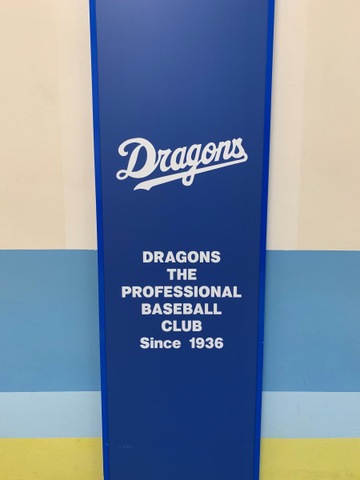 Dragons
DRAGONS
THE
PROFESSIONAL
BASEBALL
CLUB
Since 1936